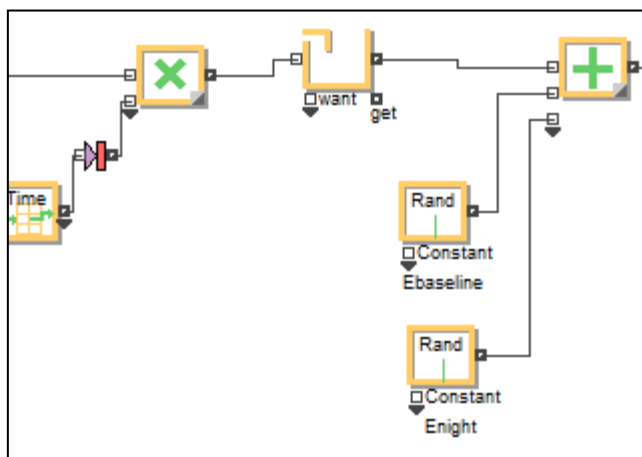 want
get
Time
Rand
Constant
Ebaseline
Rand
Constant
Enight